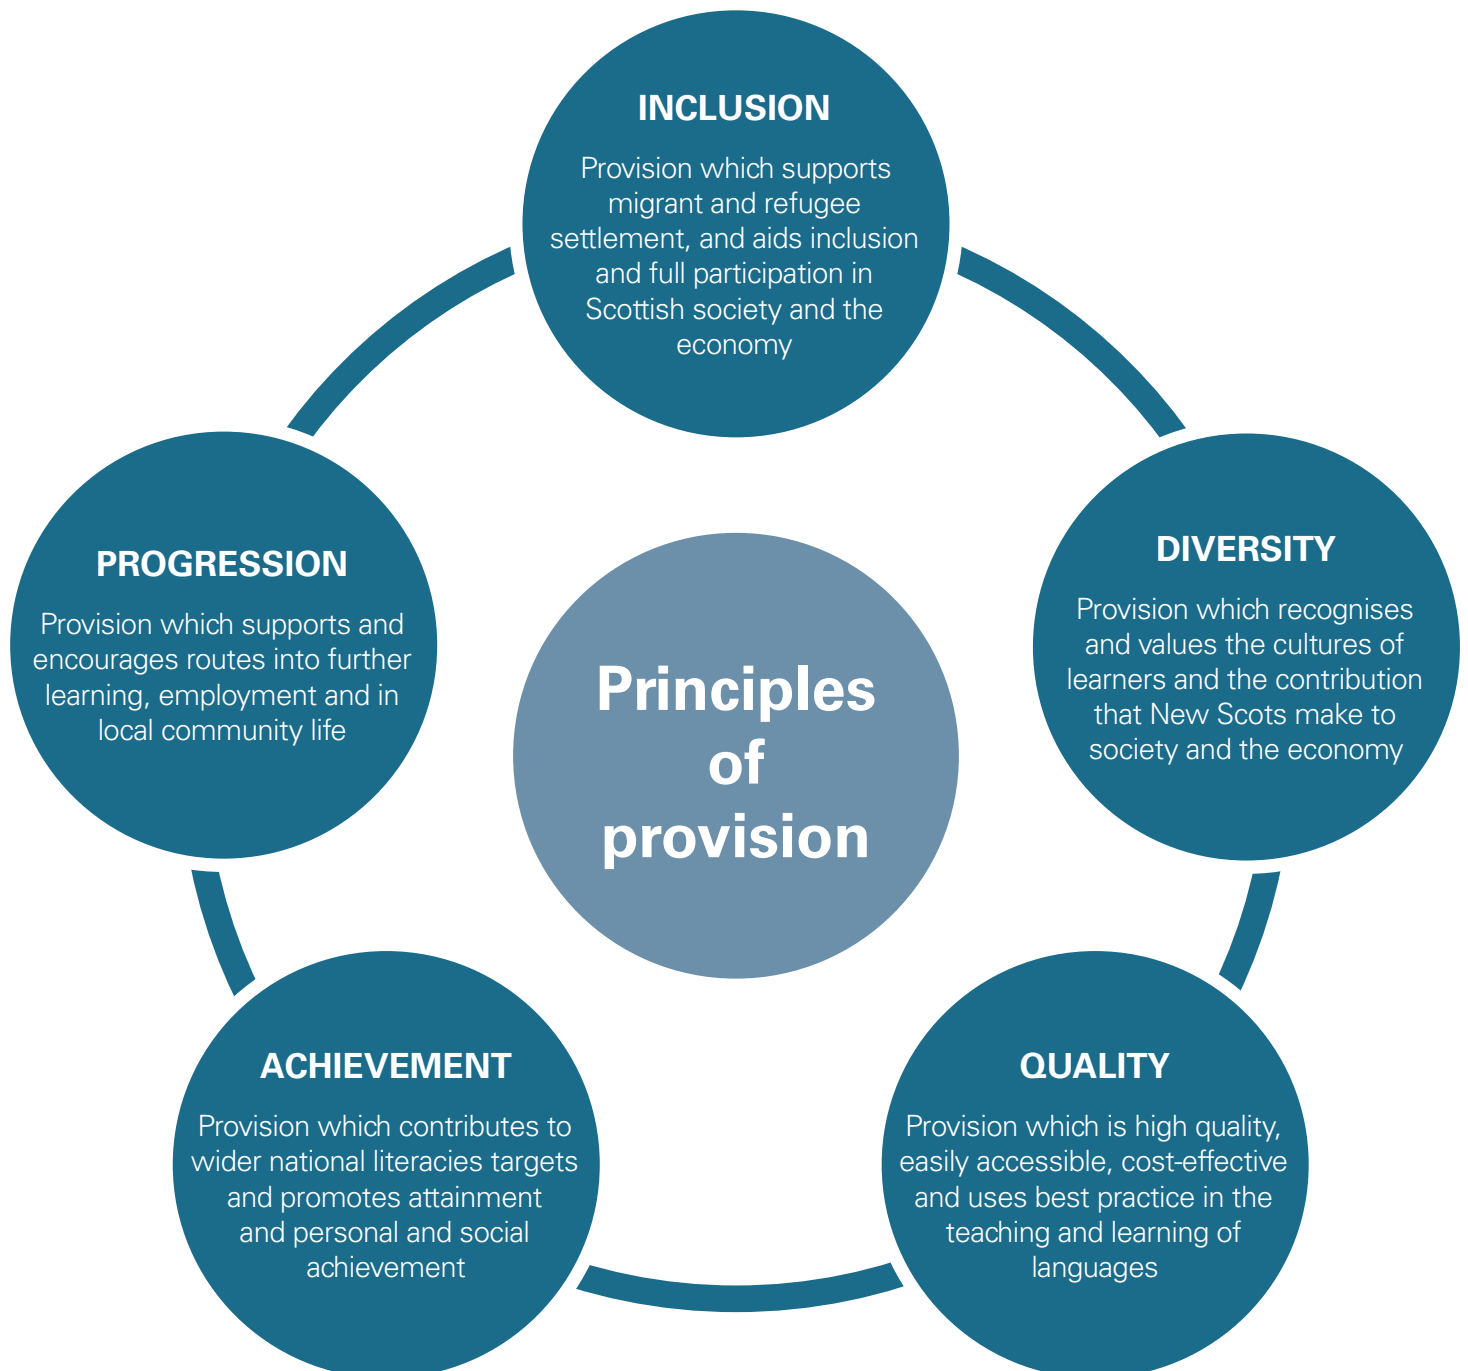 INCLUSION
Provision which supports
migrant and refugee
settlement, and aids inclusion
and full participation in
Scottish society and the
economy
DIVERSITY
Provision which recognises
and values the cultures of
learners and the contribution
that New Scots make to
society and the economy
QUALITY
Provision which is high quality,
easily accessible, cost-effective
and uses best practice in the
teaching and learning of
languages
ACHIEVEMENT
Provision which contributes to
wider national literacies targets
and promotes attainment
and personal and social
achievement
PROGRESSION
Provision which supports and
encourages routes into further
learning, employment and in
local community life
Principles
of
provision